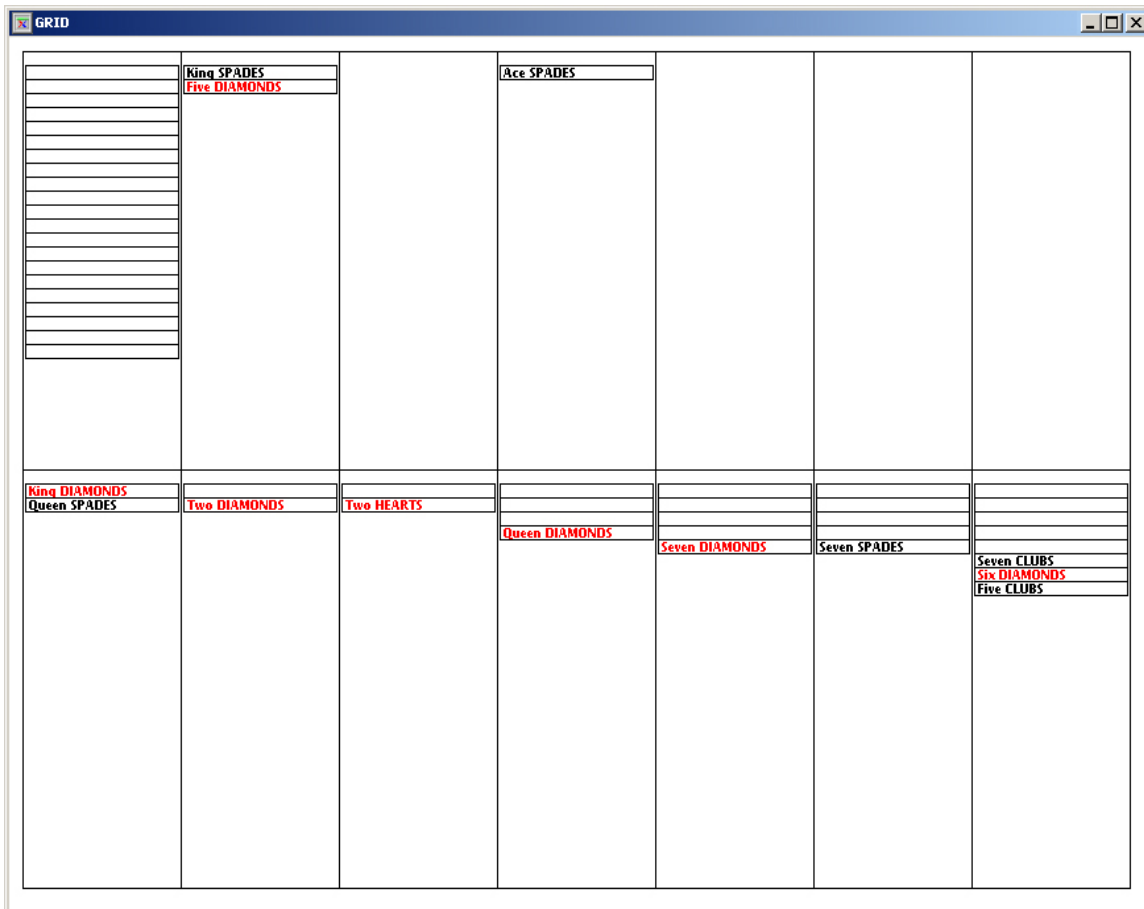 GRID
King SPADES
Five DIAMONDS
Ace SPADES
King DIAMONDS
Queen SPADES
Two DIAMONDS
Two HEARTS
Queen DIAMONDS
Seven DIAMONDS
Seven SPADES
Seven CLUBS
Six DIAMONDS
Five CLUBS